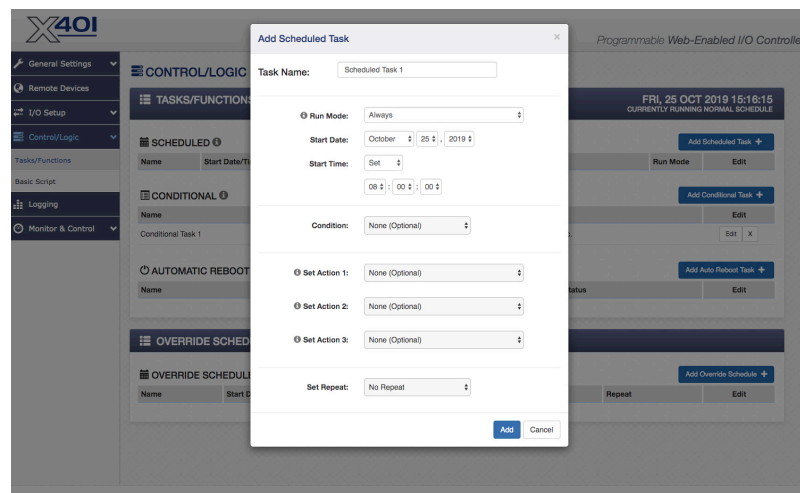 X401
Programmable Web-Enabled I/O Controlle
General Settings
Remote Devices
I/O Setup
Control/Logic
Tasks/Functions
Basic Script
Logging
Monitor & Control
CONTROL/LOGIC
TASKS/FUNCTIONS
FRI, 25 OCT 2019 15:16:15
CURRENTLY RUNNING NORMAL SCHEDULE
SCHEDULED
Add Scheduled Task +
Name Start Date/Ti Run Mode Edit
CONDITIONAL
Add Conditional Task +
Name Edit
Conditional Task 1 Edit X
AUTOMATIC REBOOT
Add Auto Reboot Task +
Name tatus Edit
OVERRIDE SCHED
OVERRIDE SCHEDUL
Add Override Schedule +
Name Start D Repeat Edit
Add Scheduled Task ×
Task Name: Scheduled Task 1
Run Mode: Always
Start Date: October 25 , 2019
Start Time: Set
08 : 00 : 00
Condition: None (Optional)
Set Action 1: None (Optional)
Set Action 2: None (Optional)
Set Action 3: None (Optional)
Set Repeat: No Repeat
Add Cancel